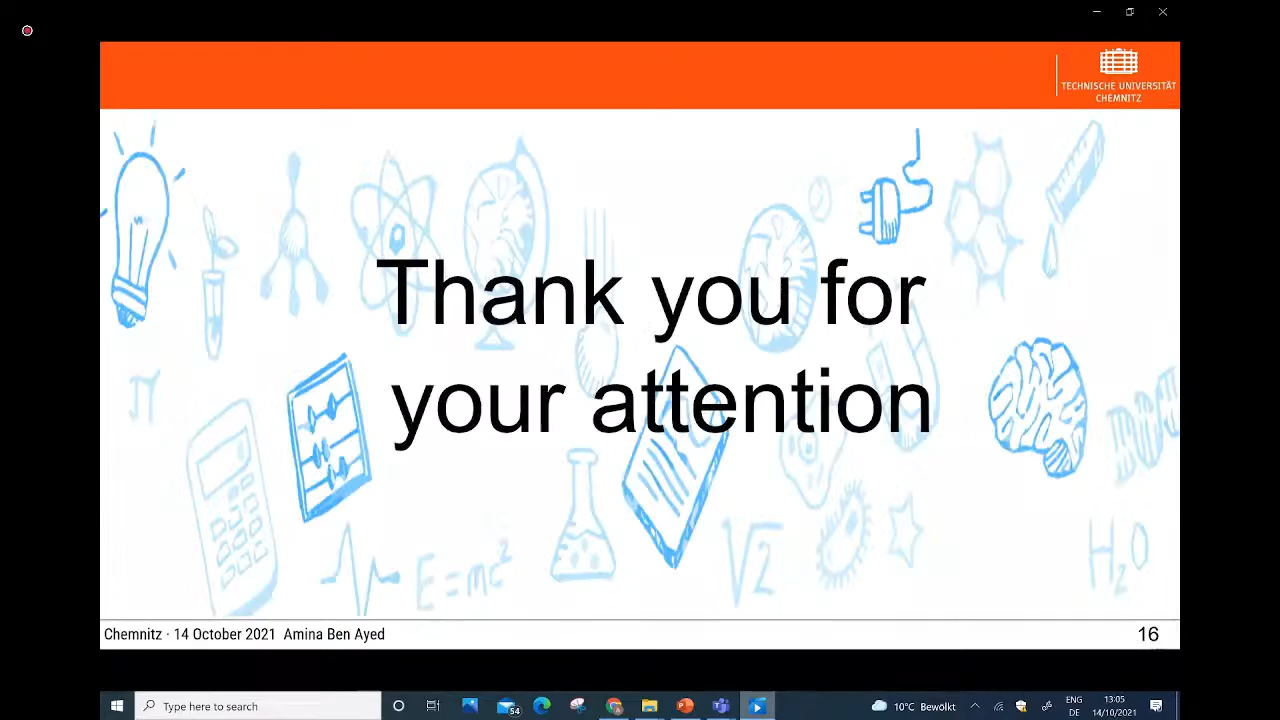 TECHNISCHE UNIVERSITÄT
CHEMNITZ
Thank you for
your attention
π
E=mc²
√2
H₂O
Chemnitz · 14 October 2021 Amina Ben Ayed
16
Type here to search
54
10°C Bewölkt
ENG
DE
13:05
14/10/2021